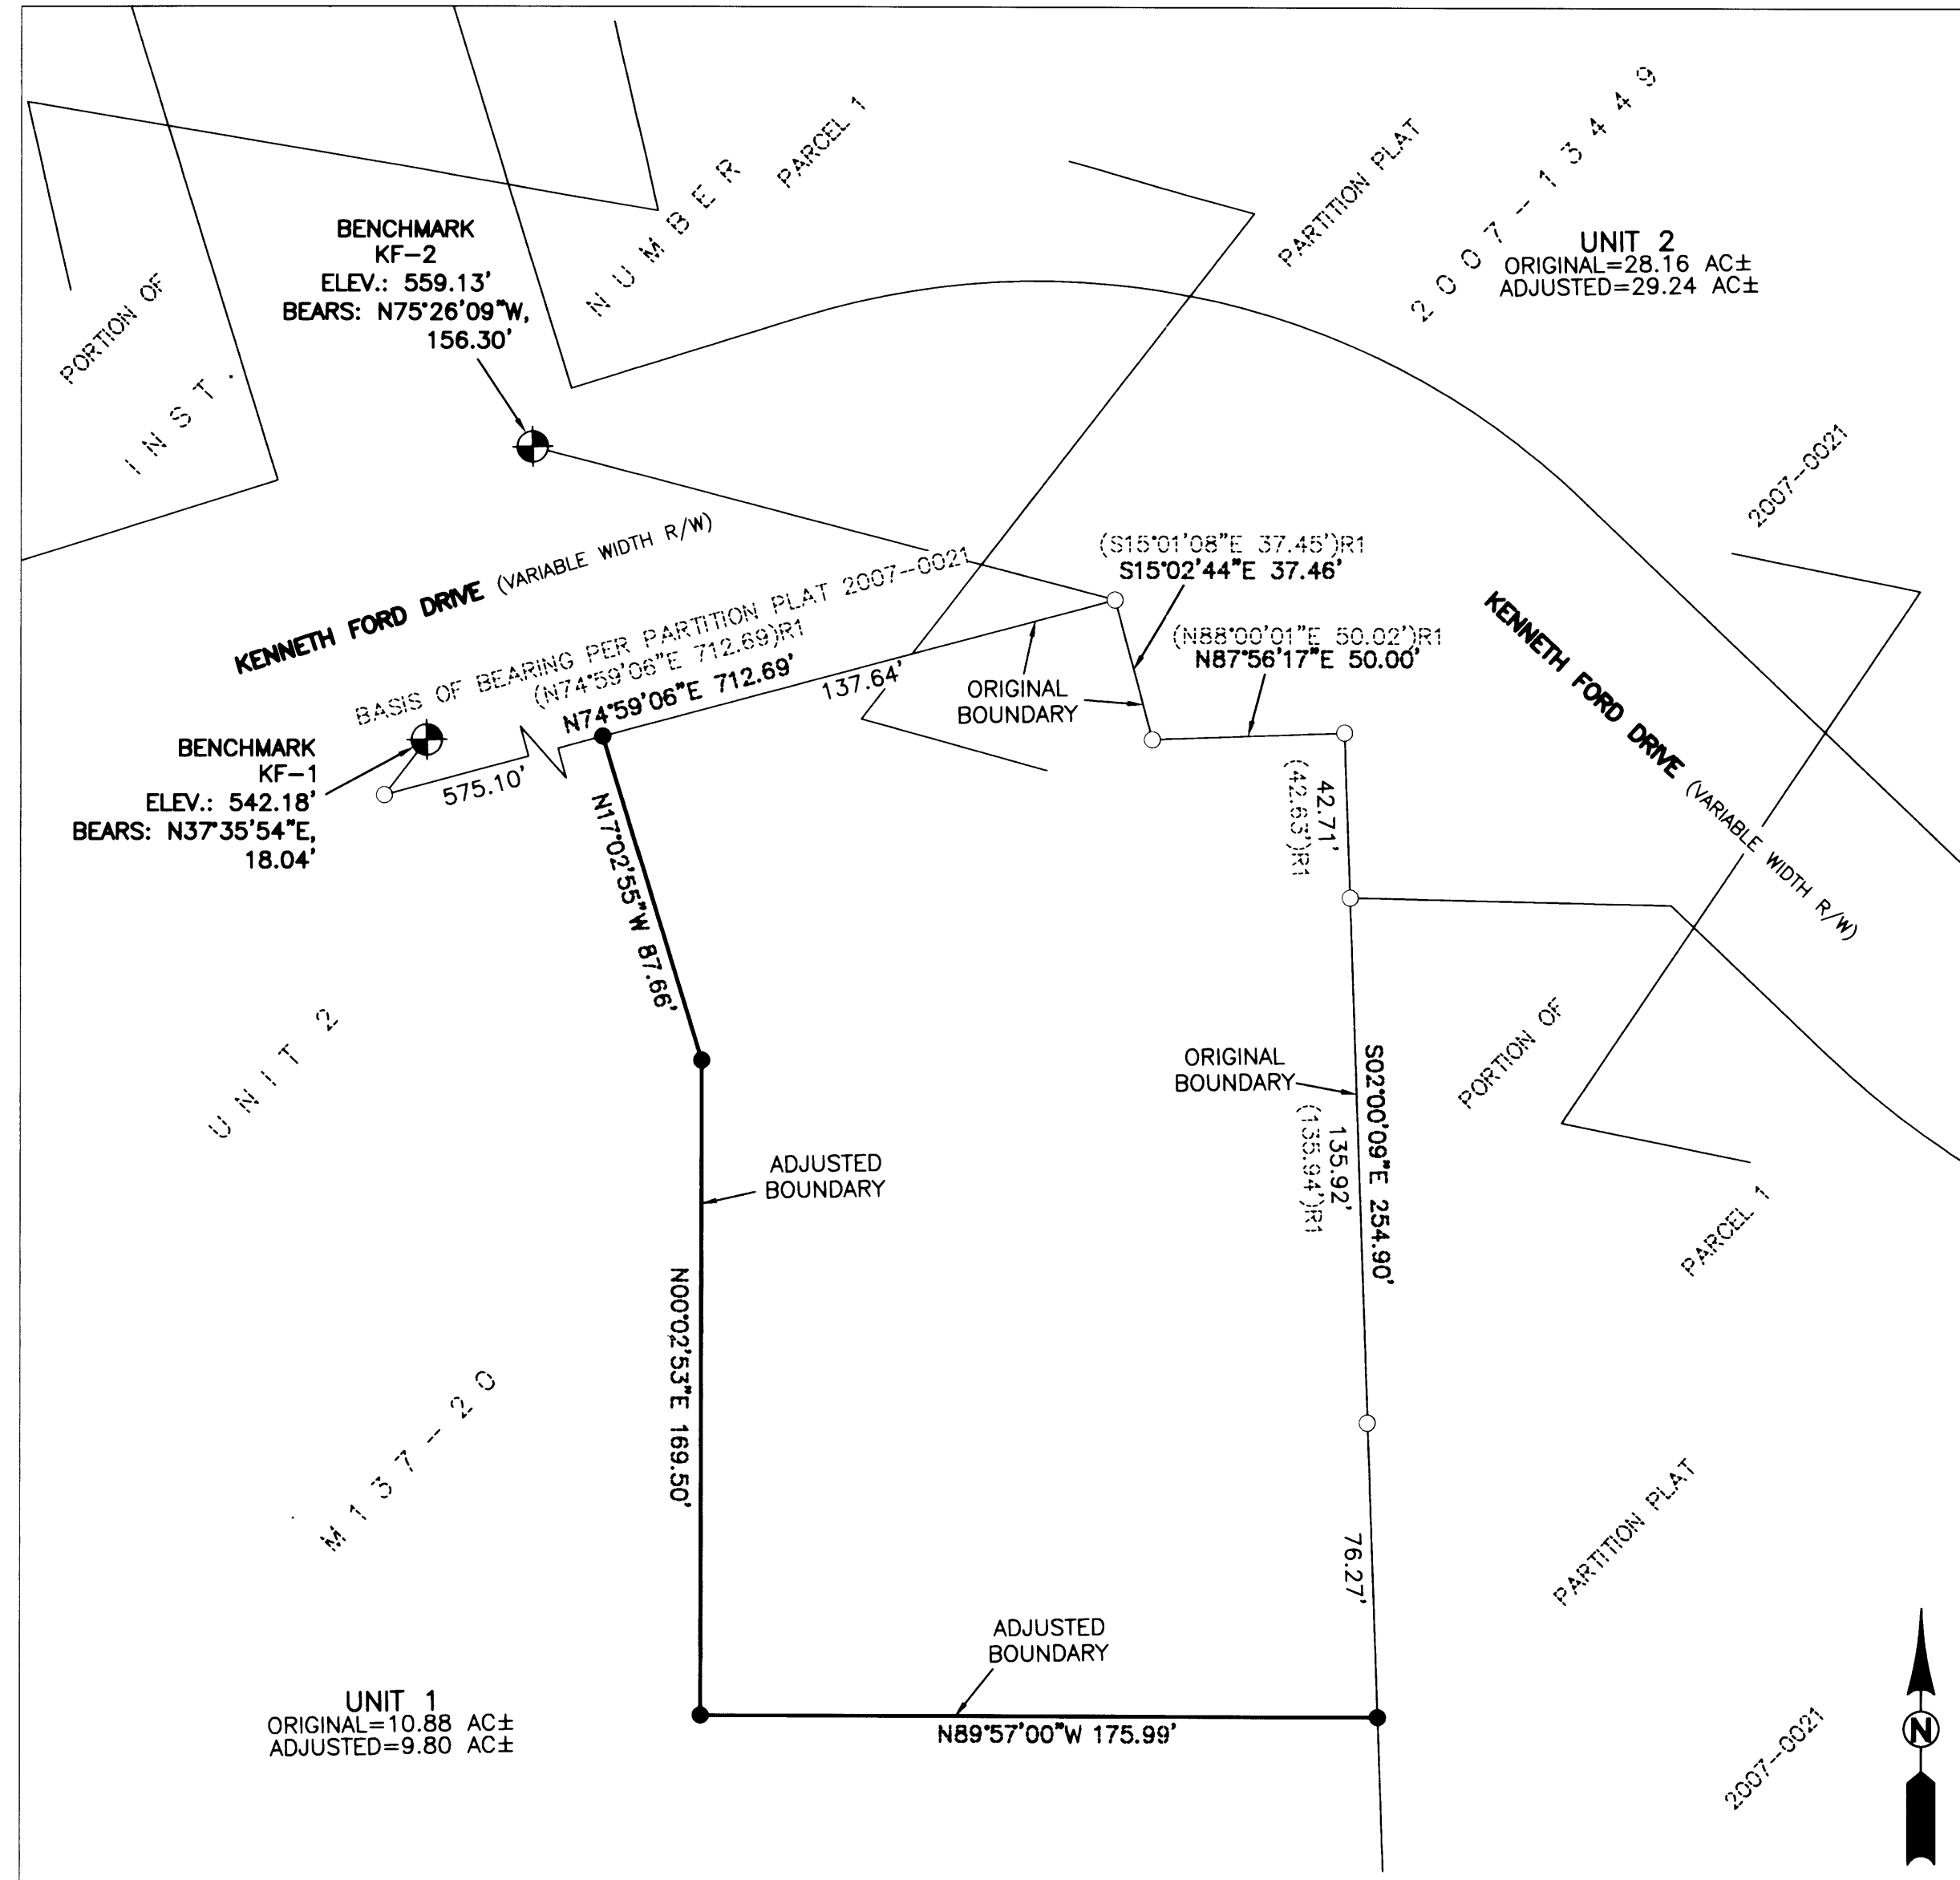 PORTION OF
INST.
NUMBER
PARCEL 1
PARTITION PLAT
2007--13449
UNIT 2
ORIGINAL=28.16 AC±
ADJUSTED=29.24 AC±
BENCHMARK
KF-2
ELEV.: 559.13'
BEARS: N75°26'09"W,
156.30'
2007--0021
KENNETH FORD DRIVE (VARIABLE WIDTH R/W)
BASIS OF BEARING PER PARTITION PLAT 2007--0021
(N74°59'06"E 712.69)R1
N74°59'06"E 712.69'
137.64'
575.10'
(S15°01'08"E 37.45')R1
S15°02'44"E 37.46'
(N88°00'01"E 50.02')R1
N87°56'17"E 50.00'
ORIGINAL
BOUNDARY
KENNETH FORD DRIVE (VARIABLE WIDTH R/W)
BENCHMARK
KF-1
ELEV.: 542.18'
BEARS: N37°35'54"E,
18.04'
N17°02'55"W 87.66'
42.71'
(42.63')R1
UNIT 2
ORIGINAL
BOUNDARY
S02°00'09"E 254.90'
135.92'
(135.94')R1
PORTION OF
PARCEL 1
ADJUSTED
BOUNDARY
N00°02'53"E 169.50'
M137--20
76.27'
PARTITION PLAT
2007--0021
ADJUSTED
BOUNDARY
N89°57'00"W 175.99'
UNIT 1
ORIGINAL=10.88 AC±
ADJUSTED=9.80 AC±
N